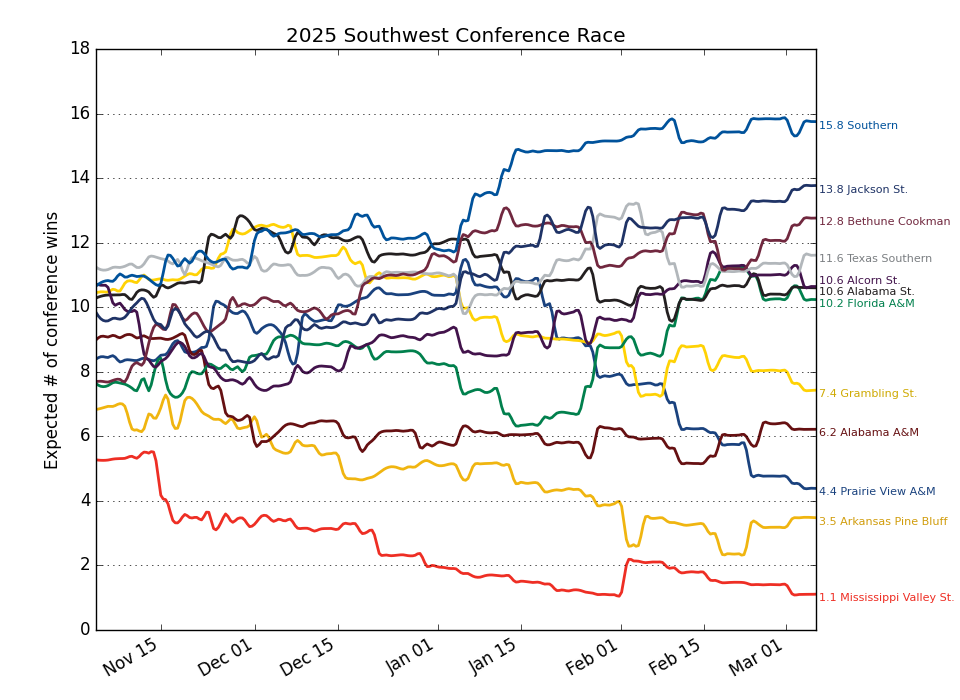 2025 Southwest Conference Race
Expected # of conference wins
18
16
14
12
10
8
6
4
2
0
Nov 15
Dec 01
Dec 15
Jan 01
Jan 15
Feb 01
Feb 15
Mar 01
15.8 Southern
13.8 Jackson St.
12.8 Bethune Cookman
11.6 Texas Southern
10.6 Alcorn St.
10.6 Alabama St.
10.2 Florida A&M
7.4 Grambling St.
6.2 Alabama A&M
4.4 Prairie View A&M
3.5 Arkansas Pine Bluff
1.1 Mississippi Valley St.